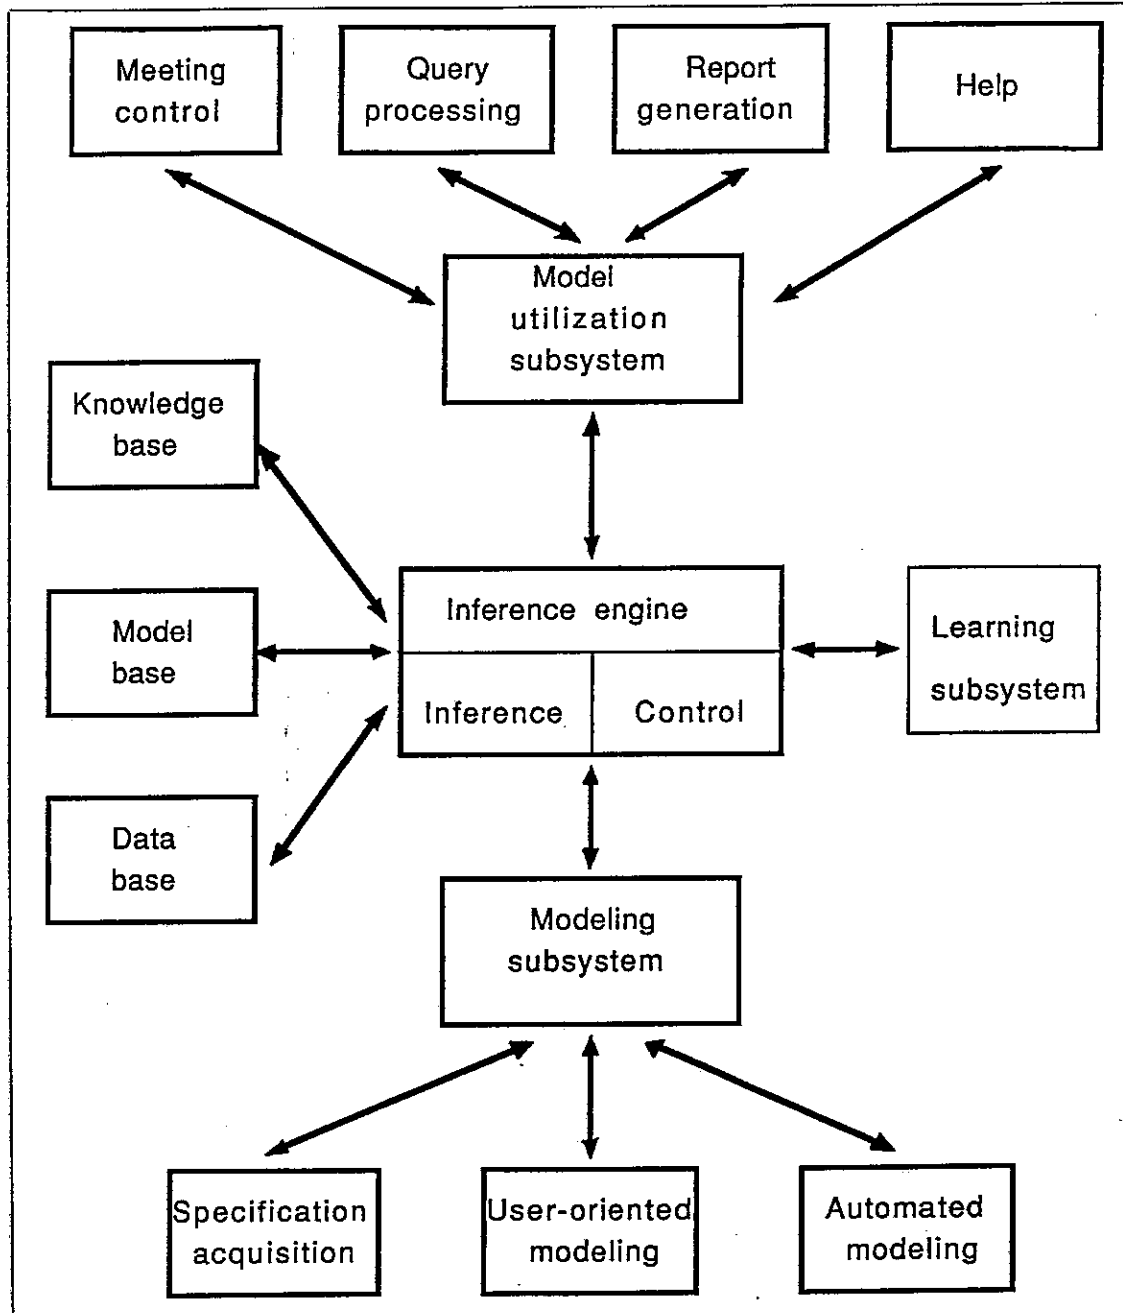 Meeting
control
Query
processing
Report
generation
Help
Model
utilization
subsystem
Knowledge
base
Model
base
Data
base
Inference engine
Inference
Control
Learning
subsystem
Modeling
subsystem
Specification
acquisition
User-oriented
modeling
Automated
modeling